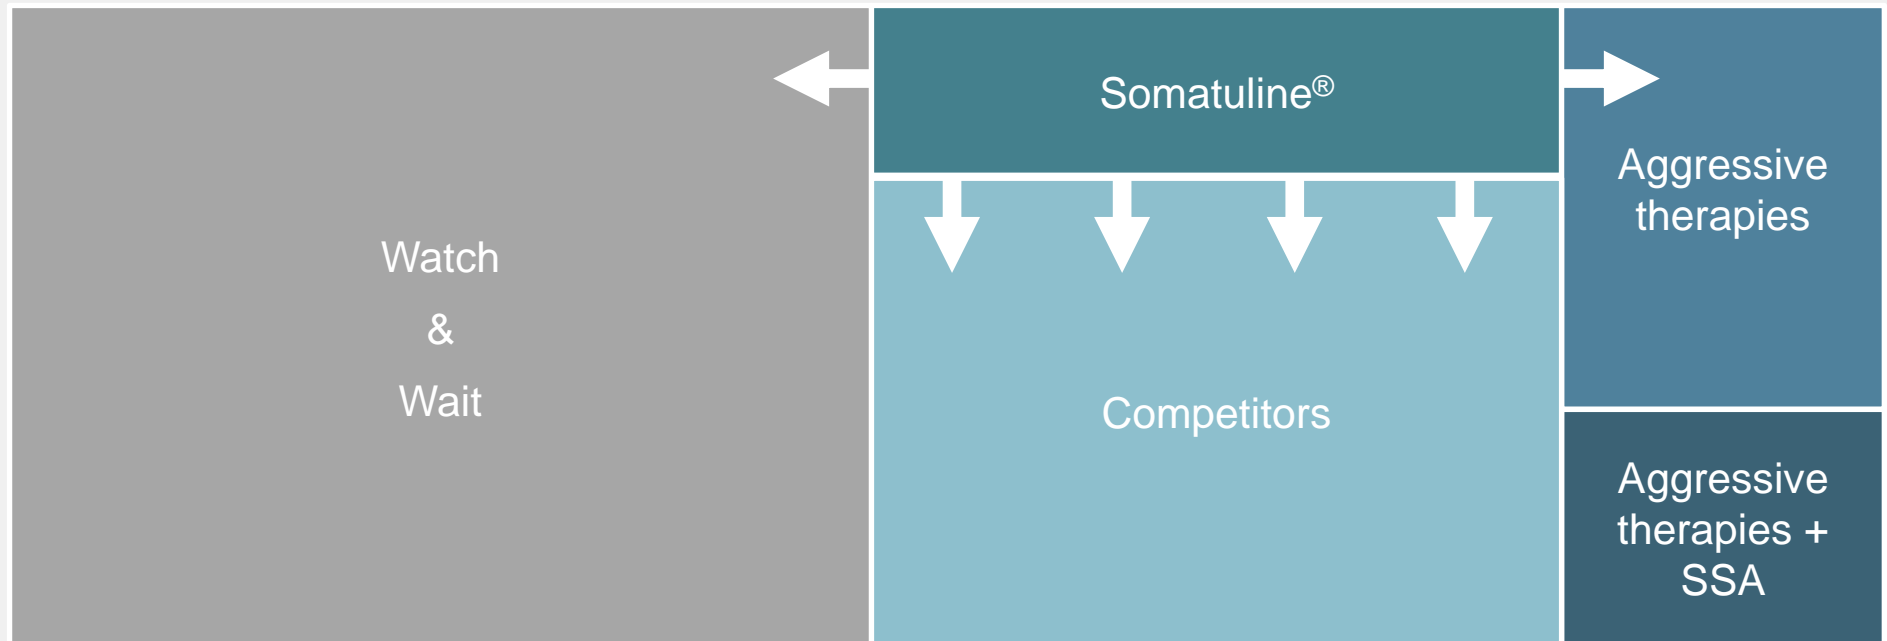 Watch
&
Wait
Somatuline®
Competitors
Aggressive
therapies
Aggressive
therapies +
SSA